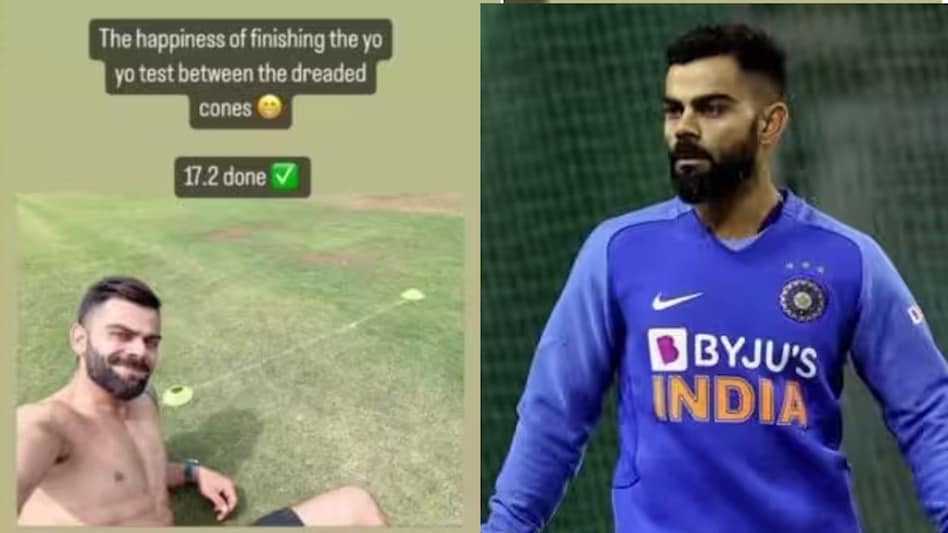 The happiness of finishing the yo
yo test between the dreaded
cones 😁
17.2 done ✅
BYJU'S
INDIA